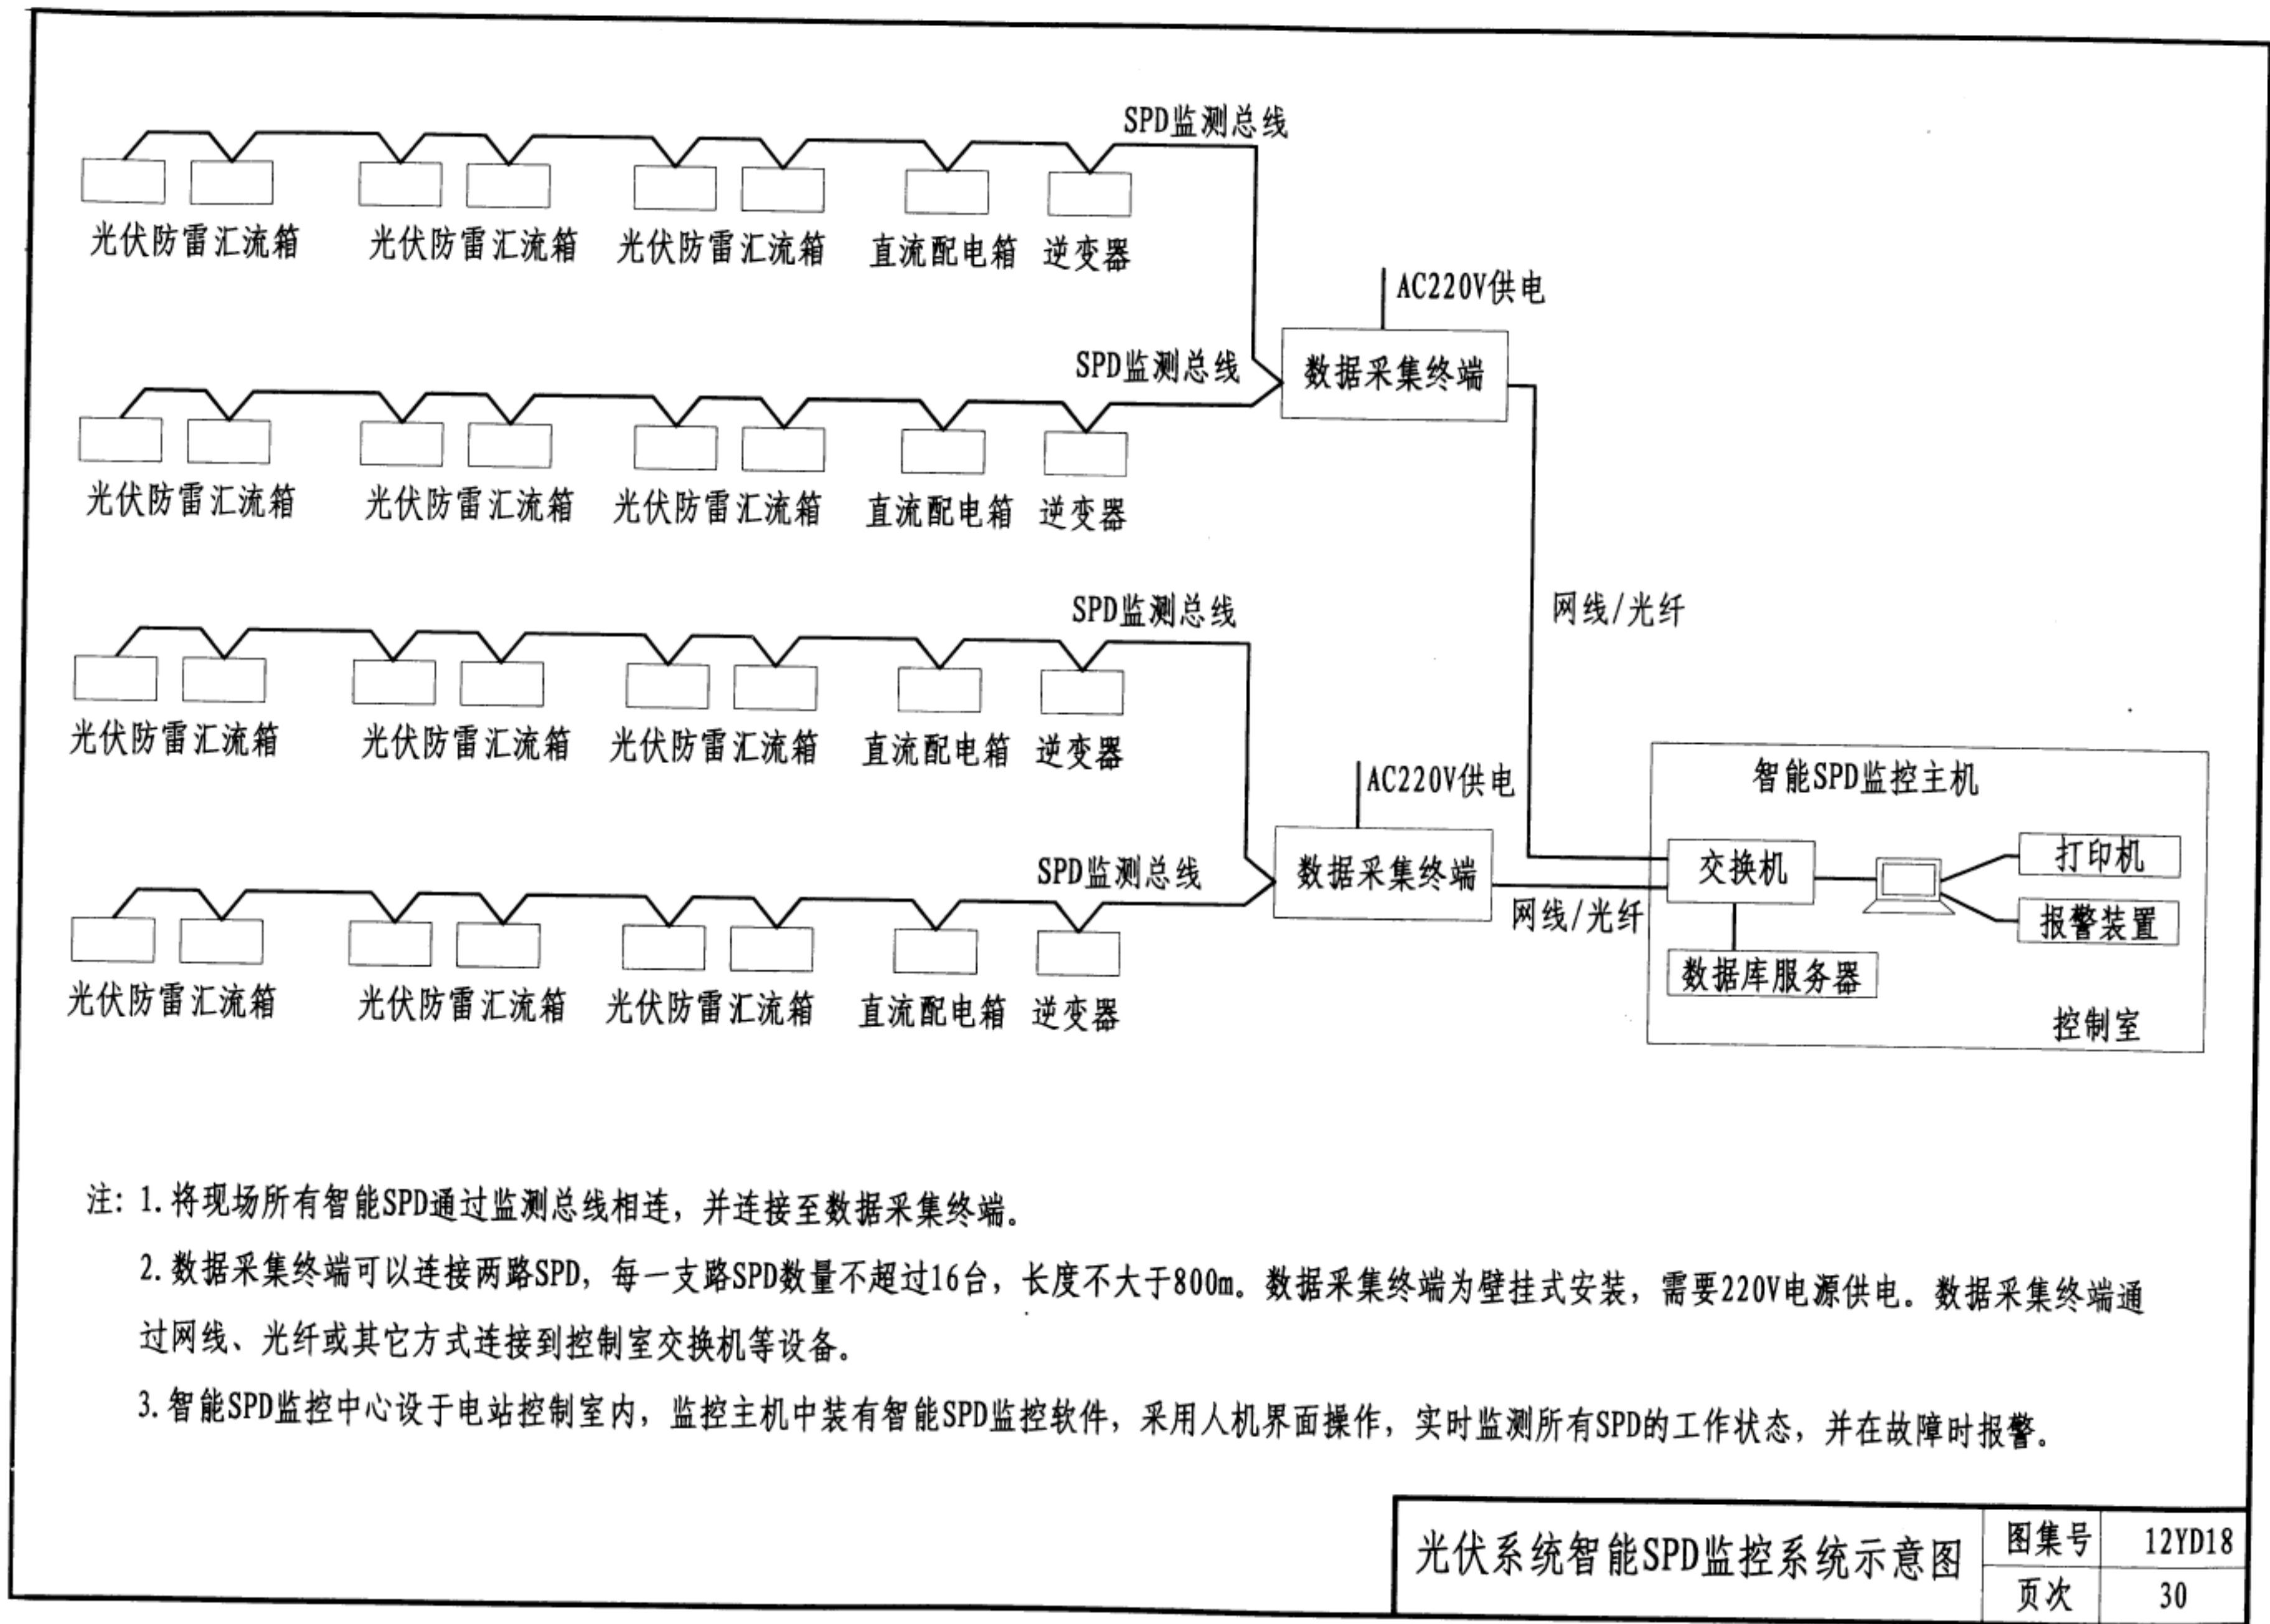 SPD监测总线
光伏防雷汇流箱 光伏防雷汇流箱 光伏防雷汇流箱 直流配电箱 逆变器
AC220V供电
SPD监测总线
数据采集终端
光伏防雷汇流箱 光伏防雷汇流箱 光伏防雷汇流箱 直流配电箱 逆变器
SPD监测总线
网线/光纤
光伏防雷汇流箱 光伏防雷汇流箱 光伏防雷汇流箱 直流配电箱 逆变器
AC220V供电
智能SPD监控主机
SPD监测总线
数据采集终端
交换机
打印机
网线/光纤
报警装置
数据库服务器
光伏防雷汇流箱 光伏防雷汇流箱 光伏防雷汇流箱 直流配电箱 逆变器
控制室
注: 1.将现场所有智能SPD通过监测总线相连，并连接至数据采集终端。
2.数据采集终端可以连接两路SPD，每一支路SPD数量不超过16台，长度不大于800m。数据采集终端为壁挂式安装，需要220V电源供电。数据采集终端通
过网线、光纤或其它方式连接到控制室交换机等设备。
3.智能SPD监控中心设于电站控制室内，监控主机中装有智能SPD监控软件，采用人机界面操作，实时监测所有SPD的工作状态，并在故障时报警。
光伏系统智能SPD监控系统示意图
图集号 12YD18
页次 30